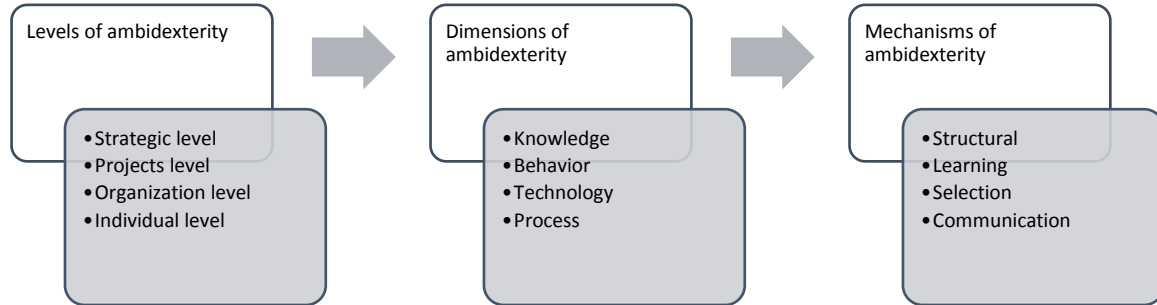 Levels of ambidexterity
•Strategic level
•Projects level
•Organization level
•Individual level
Dimensions of
ambidexterity
•Knowledge
•Behavior
•Technology
•Process
Mechanisms of
ambidexterity
•Structural
•Learning
•Selection
•Communication